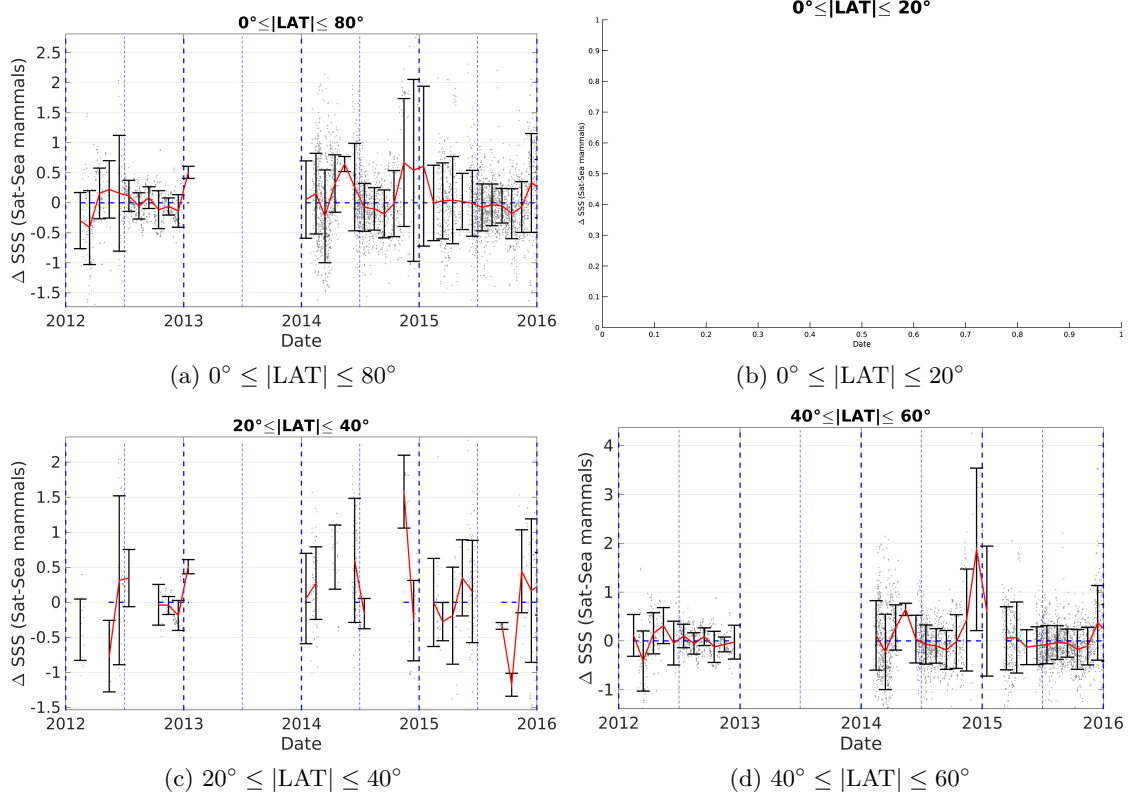 0°≤|LAT|≤ 80°
Δ SSS (Sat-Sea mammals)
2.5
2
1.5
1
0.5
0
-0.5
-1
-1.5
2012 2013 2014 2015 2016
Date
(a) 0° ≤ |LAT| ≤ 80°
0°≤|LAT|≤ 20°
Δ SSS (Sat-Sea mammals)
1
0.9
0.8
0.7
0.6
0.5
0.4
0.3
0.2
0.1
0
0 0.1 0.2 0.3 0.4 0.5 0.6 0.7 0.8 0.9 1
Date
(b) 0° ≤ |LAT| ≤ 20°
20°≤|LAT|≤ 40°
Δ SSS (Sat-Sea mammals)
2
1.5
1
0.5
0
-0.5
-1
-1.5
2012 2013 2014 2015 2016
Date
(c) 20° ≤ |LAT| ≤ 40°
40°≤|LAT|≤ 60°
Δ SSS (Sat-Sea mammals)
4
3
2
1
0
-1
2012 2013 2014 2015 2016
Date
(d) 40° ≤ |LAT| ≤ 60°